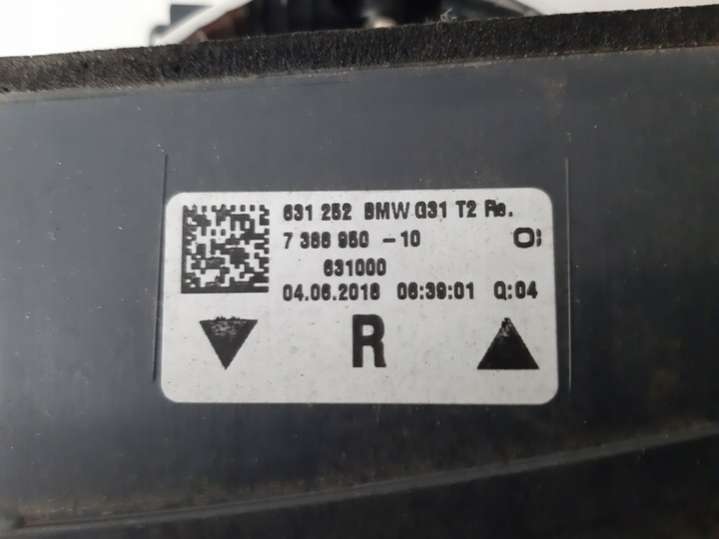 631 252 BMW G31 T2 Re.
7 388 950 -10
631000
04.06.2018 06:39:01 Q:04
R